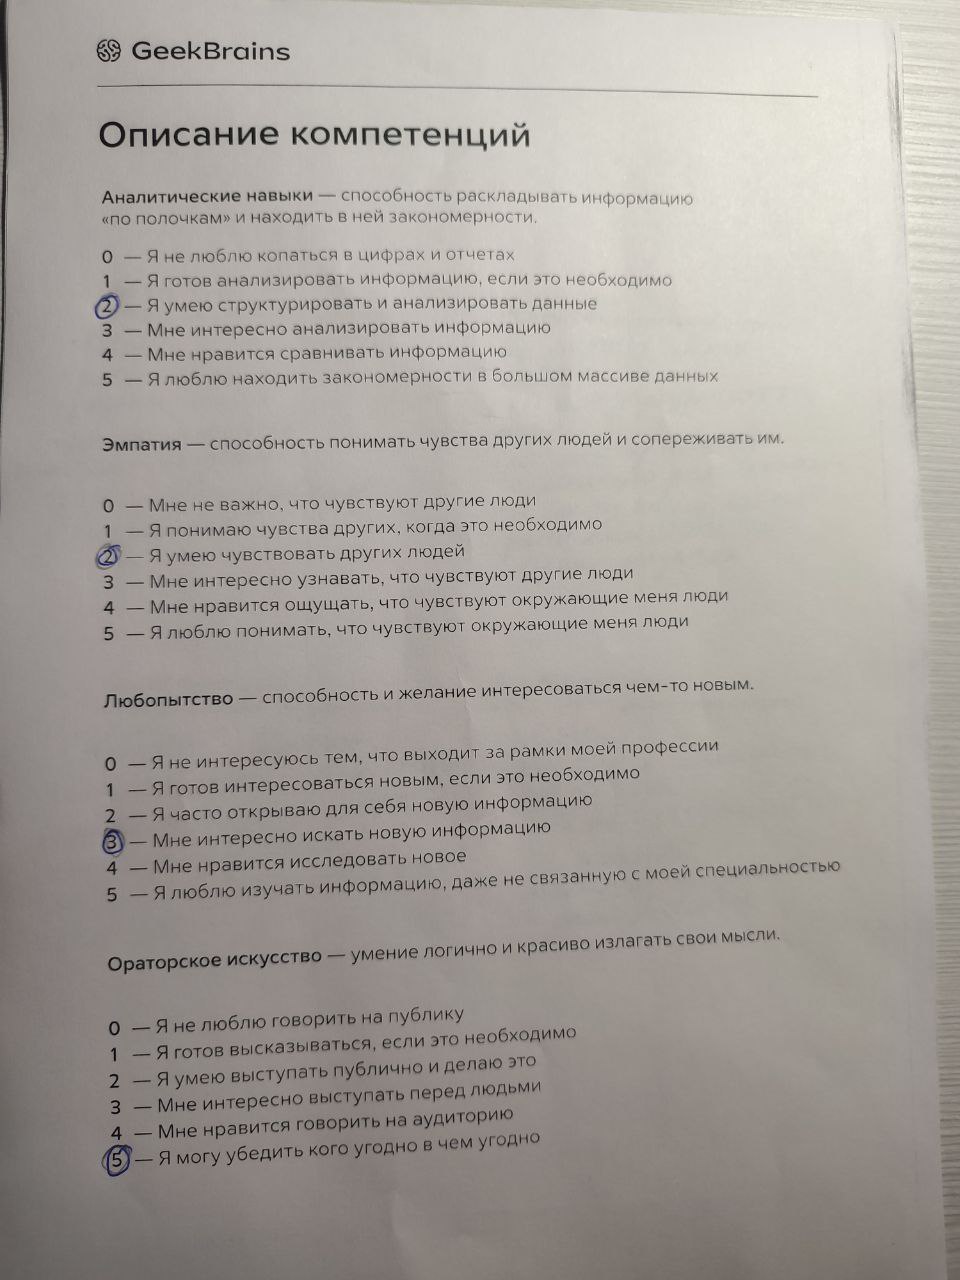 GeekBrains
Описание компетенций
Аналитические навыки — способность раскладывать информацию
«по полочкам» и находить в ней закономерности.
0 — Я не люблю копаться в цифрах и отчетах
1 — Я готов анализировать информацию, если это необходимо
2 — Я умею структурировать и анализировать данные
3 — Мне интересно анализировать информацию
4 — Мне нравится сравнивать информацию
5 — Я люблю находить закономерности в большом массиве данных
Эмпатия — способность понимать чувства других людей и сопереживать им.
0 — Мне не важно, что чувствуют другие люди
1 — Я понимаю чувства других, когда это необходимо
2 — Я умею чувствовать других людей
3 — Мне интересно узнавать, что чувствуют другие люди
4 — Мне нравится ощущать, что чувствуют окружающие меня люди
5 — Я люблю понимать, что чувствуют окружающие меня люди
Любопытство — способность и желание интересоваться чем-то новым.
0 — Я не интересуюсь тем, что выходит за рамки моей профессии
1 — Я готов интересоваться новым, если это необходимо
2 — Я часто открываю для себя новую информацию
3 — Мне интересно искать новую информацию
4 — Мне нравится исследовать новое
5 — Я люблю изучать информацию, даже не связанную с моей специальностью
Ораторское искусство — умение логично и красиво излагать свои мысли.
0 — Я не люблю говорить на публику
1 — Я готов высказываться, если это необходимо
2 — Я умею выступать публично и делаю это
3 — Мне интересно выступать перед людьми
4 — Мне нравится говорить на аудиторию
5 — Я могу убедить кого угодно в чем угодно